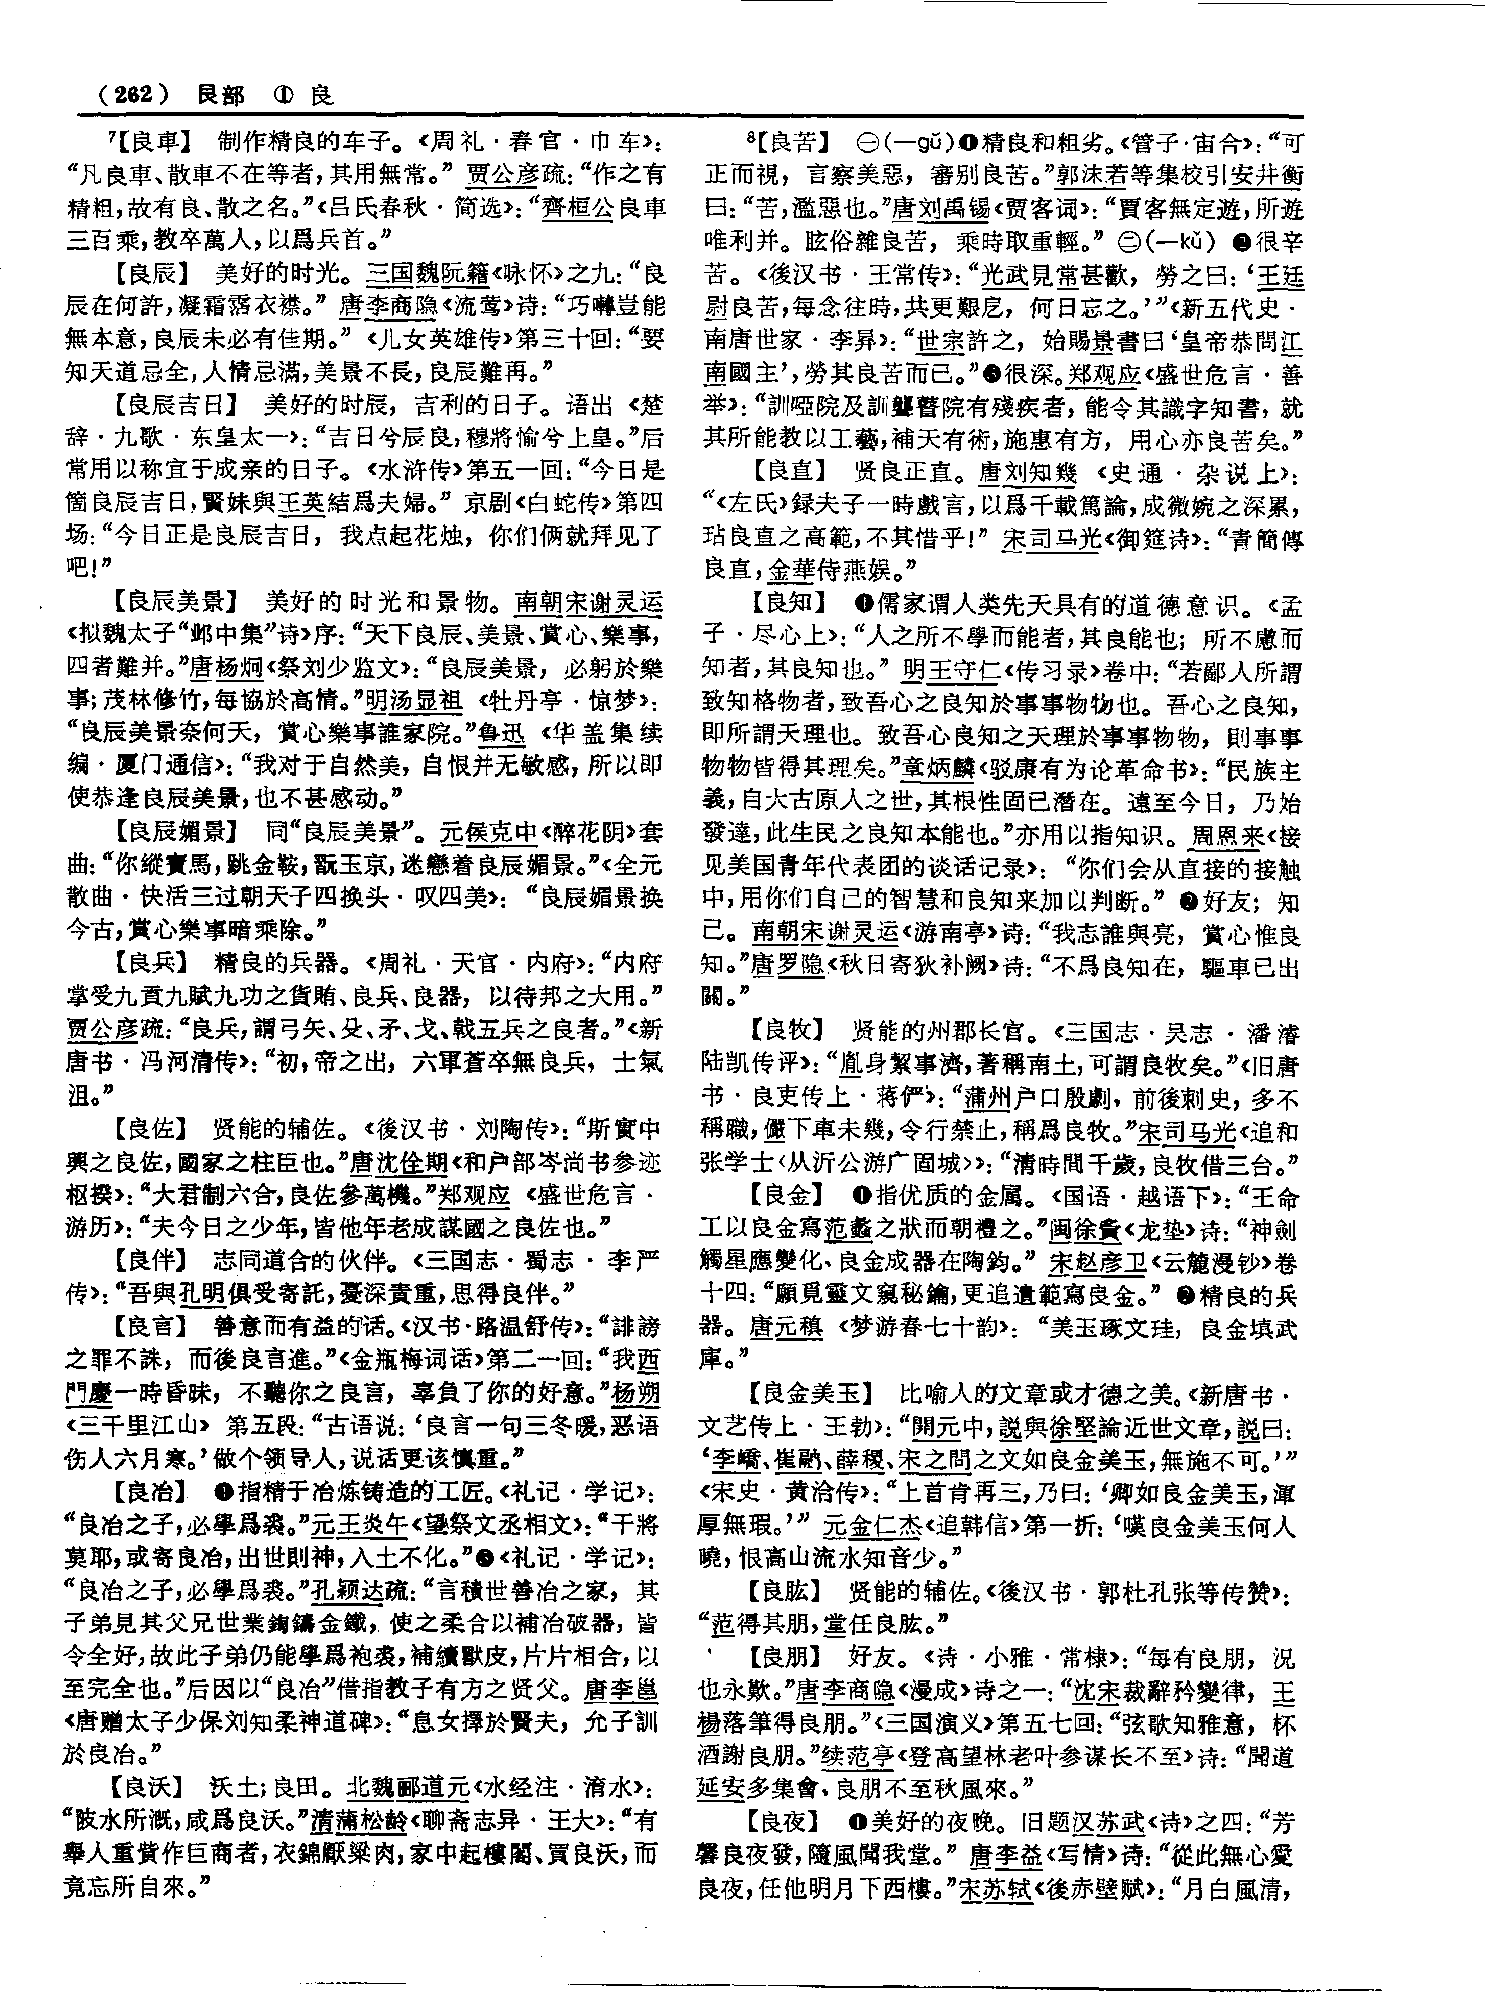 (262) 艮部 ① 良
⁷【良車】 制作精良的车子。《周礼·春官·巾车》：
“凡良車、散車不在等者，其用無常。”贾公彦疏：“作之有
精粗，故有良、散之名。”《吕氏春秋·简选》：“齊桓公良車
三百乘，教卒萬人，以爲兵首。”
【良辰】 美好的时光。三国魏阮籍《咏怀》之九：“良
辰在何許，凝霜霑衣襟。”唐李商隐《流莺》诗：“巧囀豈能
無本意，良辰未必有佳期。”《儿女英雄传》第三十回：“要
知天道忌全，人情忌滿，美景不長，良辰難再。”
【良辰吉日】 美好的时辰，吉利的日子。语出《楚
辞·九歌·东皇太一》：“吉日兮辰良，穆將愉兮上皇。”后
常用以称宜于成亲的日子。《水浒传》第五一回：“今日是
箇良辰吉日，賢妹與王英結爲夫婦。”京剧《白蛇传》第四
场：“今日正是良辰吉日，我点起花烛，你们俩就拜见了
吧！”
【良辰美景】 美好的时光和景物。南朝宋谢灵运
《拟魏太子“邺中集”诗》序：“天下良辰、美景、賞心、樂事，
四者難并。”唐杨炯《祭刘少监文》：“良辰美景，必躬於樂
事；茂林修竹，每協於高情。”明汤显祖《牡丹亭·惊梦》：
“良辰美景奈何天，賞心樂事誰家院。”鲁迅《华盖集续
编·厦门通信》：“我对于自然美，自恨并无敏感，所以即
使恭逢良辰美景，也不甚感动。”
【良辰媚景】 同“良辰美景”。元侯克中《醉花阴》套
曲：“你縱寶馬，跳金鞍，翫玉京，迷戀着良辰媚景。”《全元
散曲·快活三过朝天子四换头·叹四美》：“良辰媚景换
今古，賞心樂事暗乘除。”
【良兵】 精良的兵器。《周礼·天官·内府》：“内府
掌受九貢九賦九功之貨賄、良兵、良器，以待邦之大用。”
贾公彦疏：“良兵，謂弓矢、殳、矛、戈、戟五兵之良者。”《新
唐书·冯河清传》：“初，帝之出，六軍蒼卒無良兵，士氣
沮。”
【良佐】 贤能的辅佐。《後汉书·刘陶传》：“斯實中
興之良佐，國家之柱臣也。”唐沈佺期《和户部岑尚书参迹
枢揆》：“大君制六合，良佐參萬機。”郑观应《盛世危言·
游历》：“夫今日之少年，皆他年老成謀國之良佐也。”
【良伴】 志同道合的伙伴。《三国志·蜀志·李严
传》：“吾與孔明俱受寄託，憂深責重，思得良伴。”
【良言】 善意而有益的话。《汉书·路温舒传》：“誹謗
之罪不誅，而後良言進。”《金瓶梅词话》第二一回：“我西
門慶一時昏昧，不聽你之良言，辜負了你的好意。”杨朔
《三千里江山》第五段：“古语说：‘良言一句三冬暖，恶语
伤人六月寒。’做个领导人，说话更该慎重。”
【良冶】 ❶指精于冶炼铸造的工匠。《礼记·学记》：
“良冶之子，必學爲裘。”元王炎午《望祭文丞相文》：“干將
莫耶，或寄良冶，出世則神，入土不化。”❷《礼记·学记》：
“良冶之子，必學爲裘。”孔颖达疏：“言積世善冶之家，其
子弟見其父兄世業鋾鑄金鐵，使之柔合以補冶破器，皆
令全好，故此子弟仍能學爲袍裘，補續獸皮，片片相合，以
至完全也。”后因以“良冶”借指教子有方之贤父。唐李邕
《唐赠太子少保刘知柔神道碑》：“息女擇於賢夫，允子訓
於良冶。”
【良沃】 沃土；良田。北魏郦道元《水经注·淯水》：
“陂水所溉，咸爲良沃。”清蒲松龄《聊斋志异·王大》：“有
舉人重貲作巨商者，衣錦厭粱肉，家中起樓閣、買良沃，而
竟忘所自來。”
⁸【良苦】 ㊀（—gǔ）❶精良和粗劣。《管子·宙合》：“可
正而視，言察美惡，審别良苦。”郭沫若等集校引安井衡
曰：“苦，濫惡也。”唐刘禹锡《贾客词》：“賈客無定遊，所遊
唯利并。眩俗雜良苦，乘時取重輕。”㊁（—kǔ）❷很辛
苦。《後汉书·王常传》：“光武見常甚歡，勞之曰：‘王廷
尉良苦，每念往時，共更艱戹，何日忘之。’”《新五代史·
南唐世家·李昪》：“世宗許之，始賜景書曰‘皇帝恭問江
南國主’，勞其良苦而已。”❸很深。郑观应《盛世危言·善
举》：“訓啞院及訓聾瞽院有殘疾者，能令其識字知書，就
其所能教以工藝，補天有術，施惠有方，用心亦良苦矣。”
【良直】 贤良正直。唐刘知幾《史通·杂说上》：
“《左氏》録夫子一時戲言，以爲千載篤論，成微婉之深累，
玷良直之高範，不其惜乎！”宋司马光《御筵诗》：“青簡傳
良直，金華侍燕娱。”
【良知】 ❶儒家谓人类先天具有的道德意识。《孟
子·尽心上》：“人之所不學而能者，其良能也；所不慮而
知者，其良知也。”明王守仁《传习录》卷中：“若鄙人所謂
致知格物者，致吾心之良知於事事物物也。吾心之良知，
即所謂天理也。致吾心良知之天理於事事物物，則事事
物物皆得其理矣。”章炳麟《驳康有为论革命书》：“民族主
義，自大古原人之世，其根性固已潛在。遠至今日，乃始
發達，此生民之良知本能也。”亦用以指知识。周恩来《接
见美国青年代表团的谈话记录》：“你们会从直接的接触
中，用你们自己的智慧和良知来加以判断。”❷好友；知
己。南朝宋谢灵运《游南亭》诗：“我志誰與亮，賞心惟良
知。”唐罗隐《秋日寄狄补阙》诗：“不爲良知在，驅車已出
關。”
【良牧】 贤能的州郡长官。《三国志·吴志·潘濬
陆凯传评》：“胤身絜事濟，著稱南土，可謂良牧矣。”《旧唐
书·良吏传上·蒋俨》：“蒲州户口殷劇，前後刺史，多不
稱職，儼下車未幾，令行禁止，稱爲良牧。”宋司马光《追和
张学士〈从沂公游广固城〉》：“清時間千歲，良牧借三台。”
【良金】 ❶指优质的金属。《国语·越语下》：“王命
工以良金寫范蠡之狀而朝禮之。”闽徐夤《龙垫》诗：“神劍
觸星應變化，良金成器在陶鈞。”宋赵彦卫《云麓漫钞》卷
十四：“願覓靈文窺秘鑰，更追遺範寫良金。”❷精良的兵
器。唐元稹《梦游春七十韵》：“美玉琢文珪，良金填武
庫。”
【良金美玉】 比喻人的文章或才德之美。《新唐书·
文艺传上·王勃》：“開元中，説與徐堅論近世文章，説曰：
‘李嶠、崔融、薛稷、宋之問之文如良金美玉，無施不可。’”
《宋史·黄洽传》：“上首肯再三，乃曰：‘卿如良金美玉，渾
厚無瑕。’”元金仁杰《追韩信》第一折：‘嘆良金美玉何人
曉，恨高山流水知音少。”
【良肱】 贤能的辅佐。《後汉书·郭杜孔张等传赞》：
“范得其朋，堂任良肱。”
【良朋】 好友。《诗·小雅·常棣》：“每有良朋，况
也永歎。”唐李商隐《漫成》诗之一：“沈宋裁辭矜變律，王
楊落筆得良朋。”《三国演义》第五七回：“弦歌知雅意，杯
酒謝良朋。”续范亭《登高望林老叶参谋长不至》诗：“聞道
延安多集會，良朋不至秋風來。”
【良夜】 ❶美好的夜晚。旧题汉苏武《诗》之四：“芳
馨良夜發，隨風聞我堂。”唐李益《写情》诗：“從此無心愛
良夜，任他明月下西樓。”宋苏轼《後赤壁赋》：“月白風清，